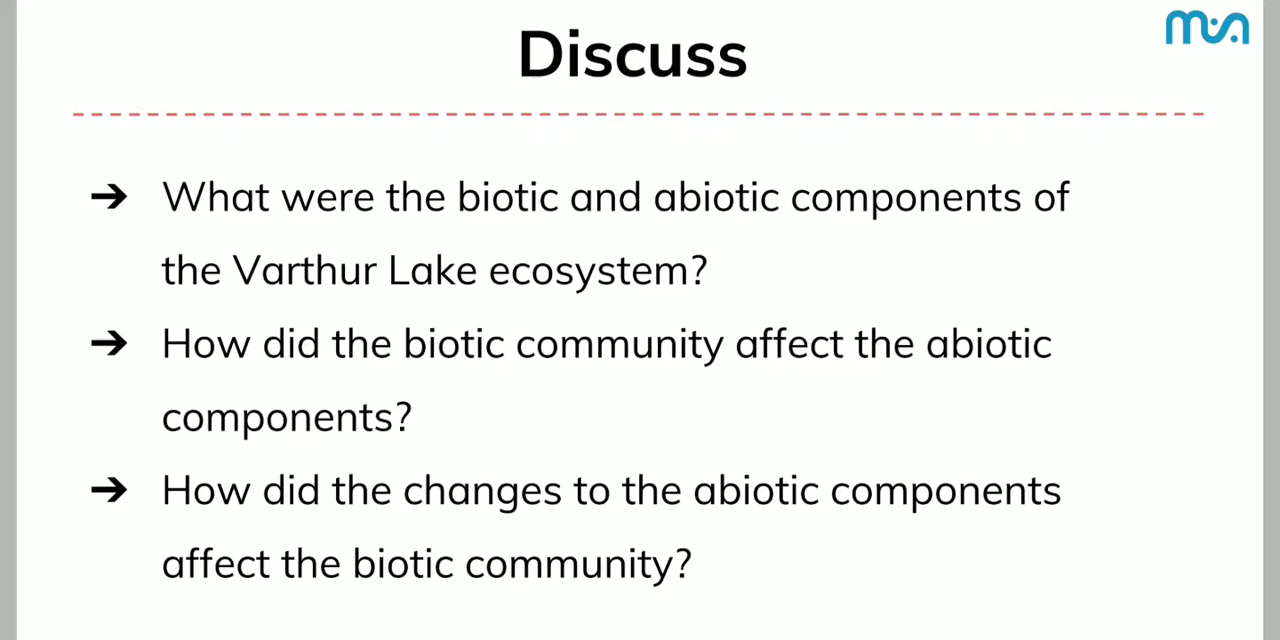 Discuss
➔ What were the biotic and abiotic components of
the Varthur Lake ecosystem?
➔ How did the biotic community affect the abiotic
components?
➔ How did the changes to the abiotic components
affect the biotic community?